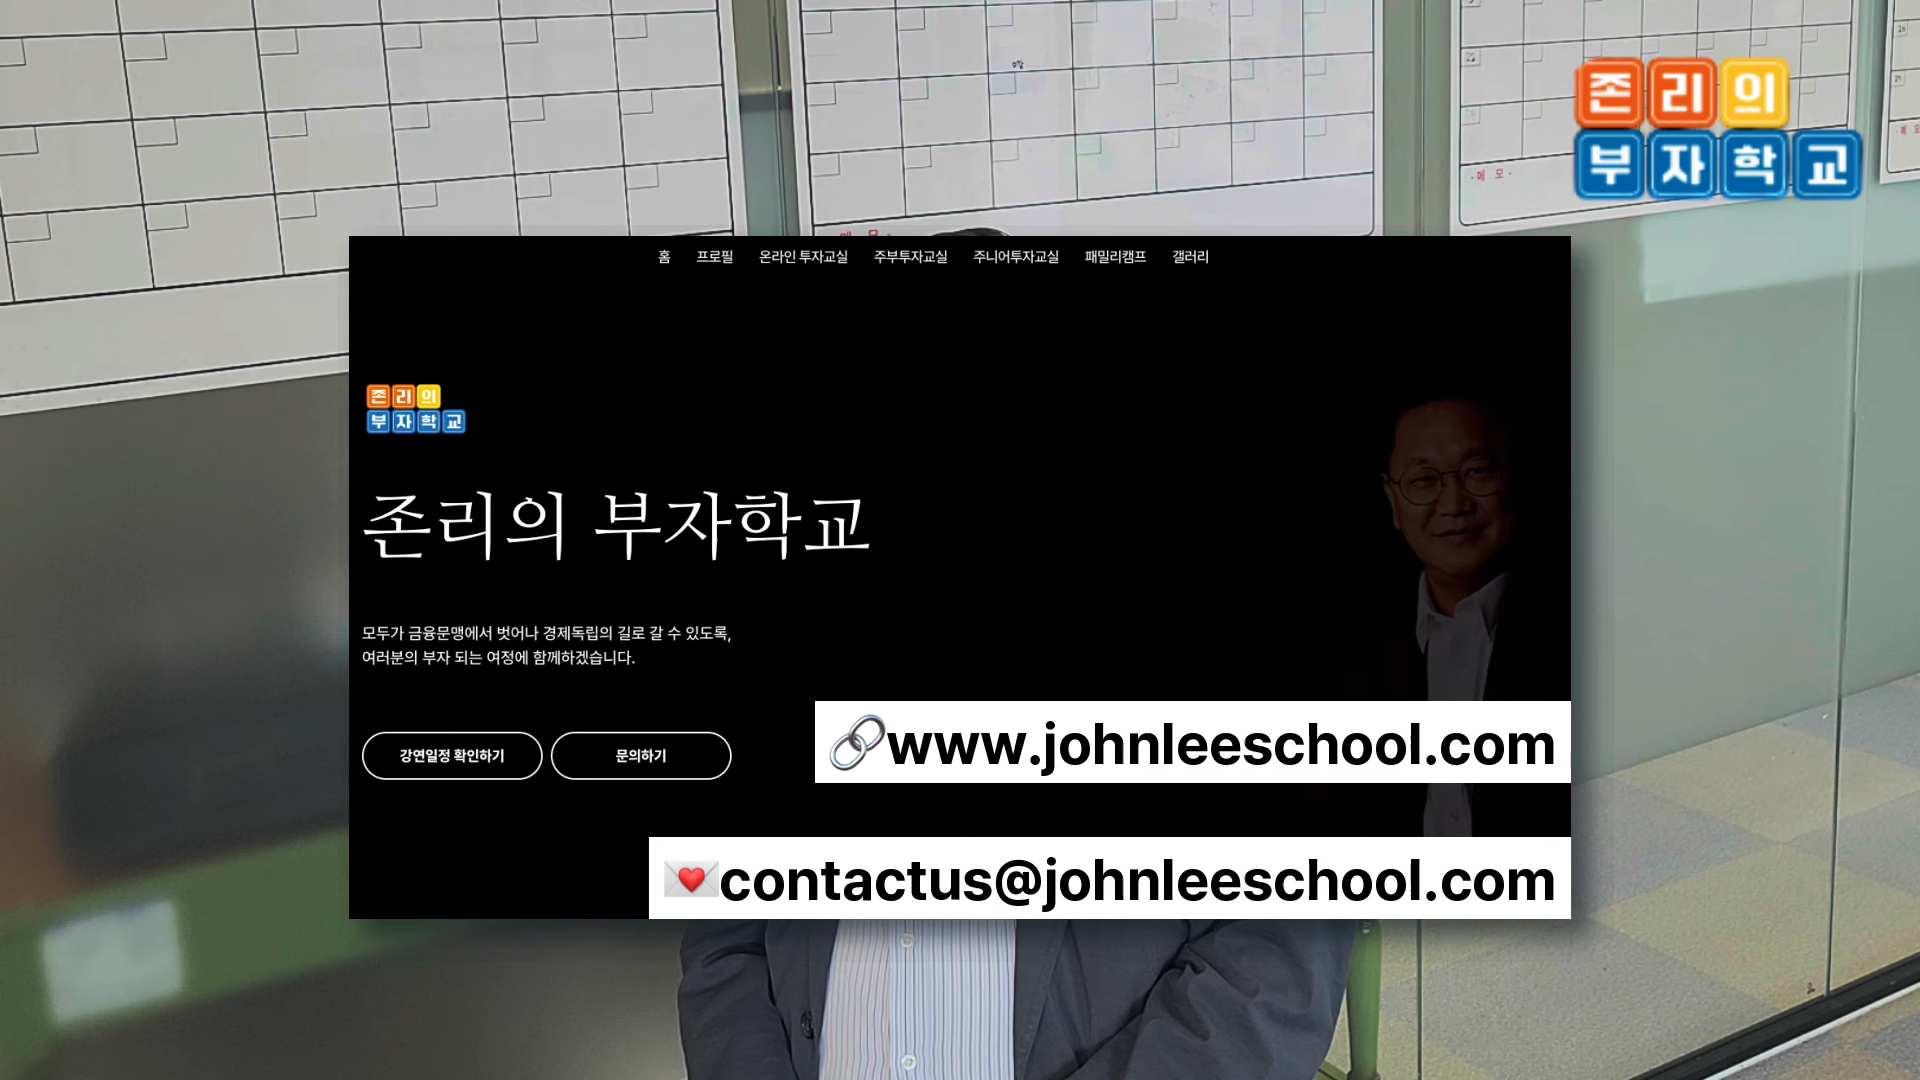 존리의
부자학교
메 모
- 메 모 -
홈 프로필 온라인 투자교실 주부투자교실 주니어투자교실 패밀리캠프 갤러리
존리의
부자학교
존리의 부자학교
모두가 금융문맹에서 벗어나 경제독립의 길로 갈 수 있도록,
여러분의 부자 되는 여정에 함께하겠습니다.
강연일정 확인하기 문의하기
www.johnleeschool.com
contactus@johnleeschool.com